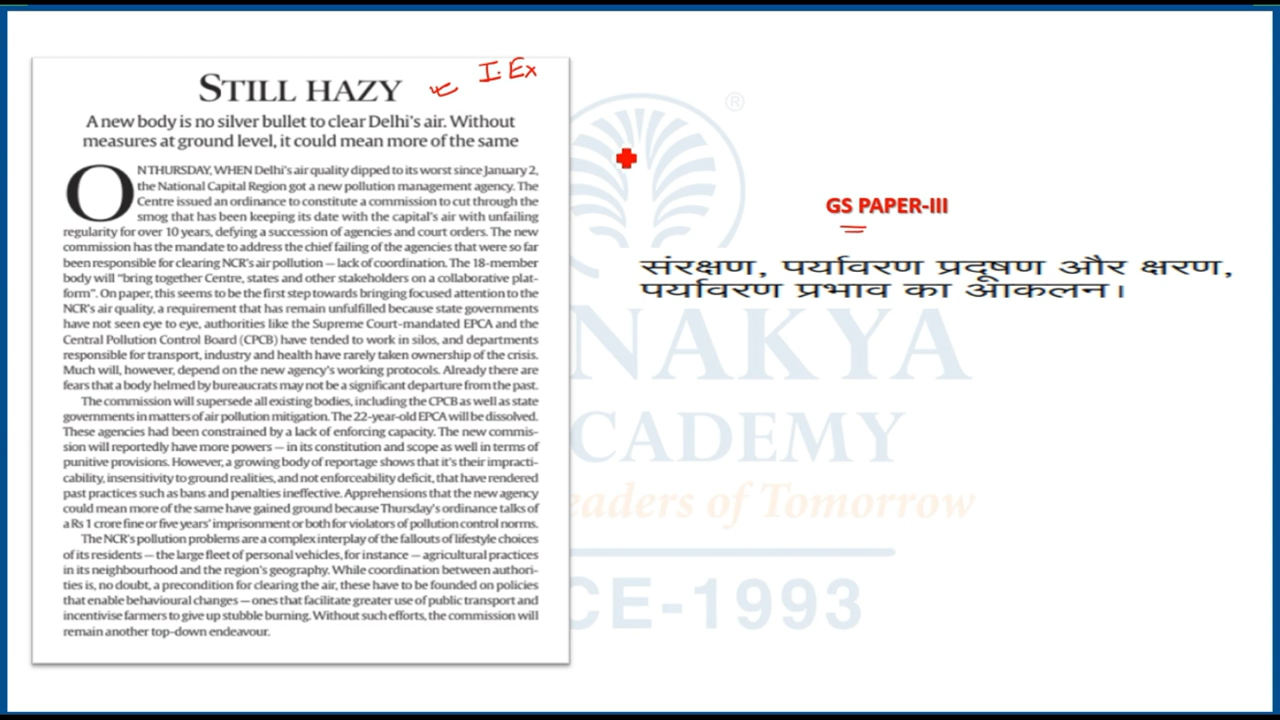 STILL HAZY
I. Ex
A new body is no silver bullet to clear Delhi's air. Without
measures at ground level, it could mean more of the same
ON THURSDAY, WHEN Delhi's air quality dipped to its worst since January 2,
the National Capital Region got a new pollution management agency. The
Centre issued an ordinance to constitute a commission to cut through the
smog that has been keeping its date with the capital's air with unfailing
regularity for over 10 years, defying a succession of agencies and court orders. The new
commission has the mandate to address the chief failing of the agencies that were so far
been responsible for clearing NCR's air pollution — lack of coordination. The 18-member
body will "bring together Centre, states and other stakeholders on a collaborative plat-
form". On paper, this seems to be the first step towards bringing focused attention to the
NCR's air quality, a requirement that has remain unfulfilled because state governments
have not seen eye to eye, authorities like the Supreme Court-mandated EPCA and the
Central Pollution Control Board (CPCB) have tended to work in silos, and departments
responsible for transport, industry and health have rarely taken ownership of the crisis.
Much will, however, depend on the new agency's working protocols. Already there are
fears that a body helmed by bureaucrats may not be a significant departure from the past.
The commission will supersede all existing bodies, including the CPCB as well as state
governments in matters of air pollution mitigation. The 22-year-old EPCA will be dissolved.
These agencies had been constrained by a lack of enforcing capacity. The new commis-
sion will reportedly have more powers — in its constitution and scope as well in terms of
punitive provisions. However, a growing body of reportage shows that it's their impracti-
cability, insensitivity to ground realities, and not enforceability deficit, that have rendered
past practices such as bans and penalties ineffective. Apprehensions that the new agency
could mean more of the same have gained ground because Thursday's ordinance talks of
a Rs 1 crore fine or five years' imprisonment or both for violators of pollution control norms.
The NCR's pollution problems are a complex interplay of the fallouts of lifestyle choices
of its residents — the large fleet of personal vehicles, for instance — agricultural practices
in its neighbourhood and the region's geography. While coordination between authori-
ties is, no doubt, a precondition for clearing the air, these have to be founded on policies
that enable behavioural changes — ones that facilitate greater use of public transport and
incentivise farmers to give up stubble burning. Without such efforts, the commission will
remain another top-down endeavour.
GS PAPER-III
संरक्षण, पर्यावरण प्रदूषण और क्षरण,
पर्यावरण प्रभाव का आकलन।
®
NAKYA
CADEMY
eaders of Tomorrow
CE-1993